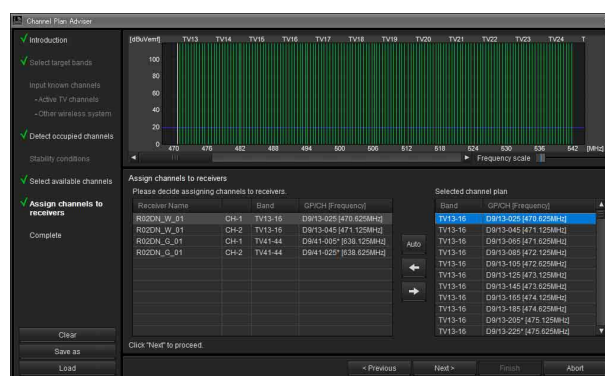 Channel Plan Adviser
Introduction
Select target bands
Input known channels
- Active TV channels
- Other wireless system
Detect occupied channels
Stability conditions
Select available channels
Assign channels to
receivers
Complete
Clear
Save as
Load
[dBuVemf] TV13 TV14 TV15 TV16 TV17 TV18 TV19 TV20 TV21 TV22 TV23 TV24 T
100
80
60
40
20
0
470 476 482 488 494 500 506 512 518 524 530 536 542 [MHz]
Frequency scale
Assign channels to receivers
Please decide assigning channels to receivers.
Receiver Name Band GP/CH [Frequency]
R02DN_W_01 CH-1 TV13-16 D9/13-025 [470.625MHz]
R02DN_W_01 CH-2 TV13-16 D9/13-045 [471.125MHz]
R02DN_G_01 CH-1 TV41-44 D9/41-005* [638.125MHz]
R02DN_G_01 CH-2 TV41-44 D9/41-025* [638.625MHz]
Auto
Selected channel plan
Band GP/CH [Frequency]
TV13-16 D9/13-025 [470.625MHz]
TV13-16 D9/13-045 [471.125MHz]
TV13-16 D9/13-065 [471.625MHz]
TV13-16 D9/13-085 [472.125MHz]
TV13-16 D9/13-105 [472.625MHz]
TV13-16 D9/13-125 [473.125MHz]
TV13-16 D9/13-145 [473.625MHz]
TV13-16 D9/13-165 [474.125MHz]
TV13-16 D9/13-185 [474.625MHz]
TV13-16 D9/13-205* [475.125MHz]
TV13-16 D9/13-225* [475.625MHz]
Click "Next" to proceed.
< Previous Next > Finish Abort